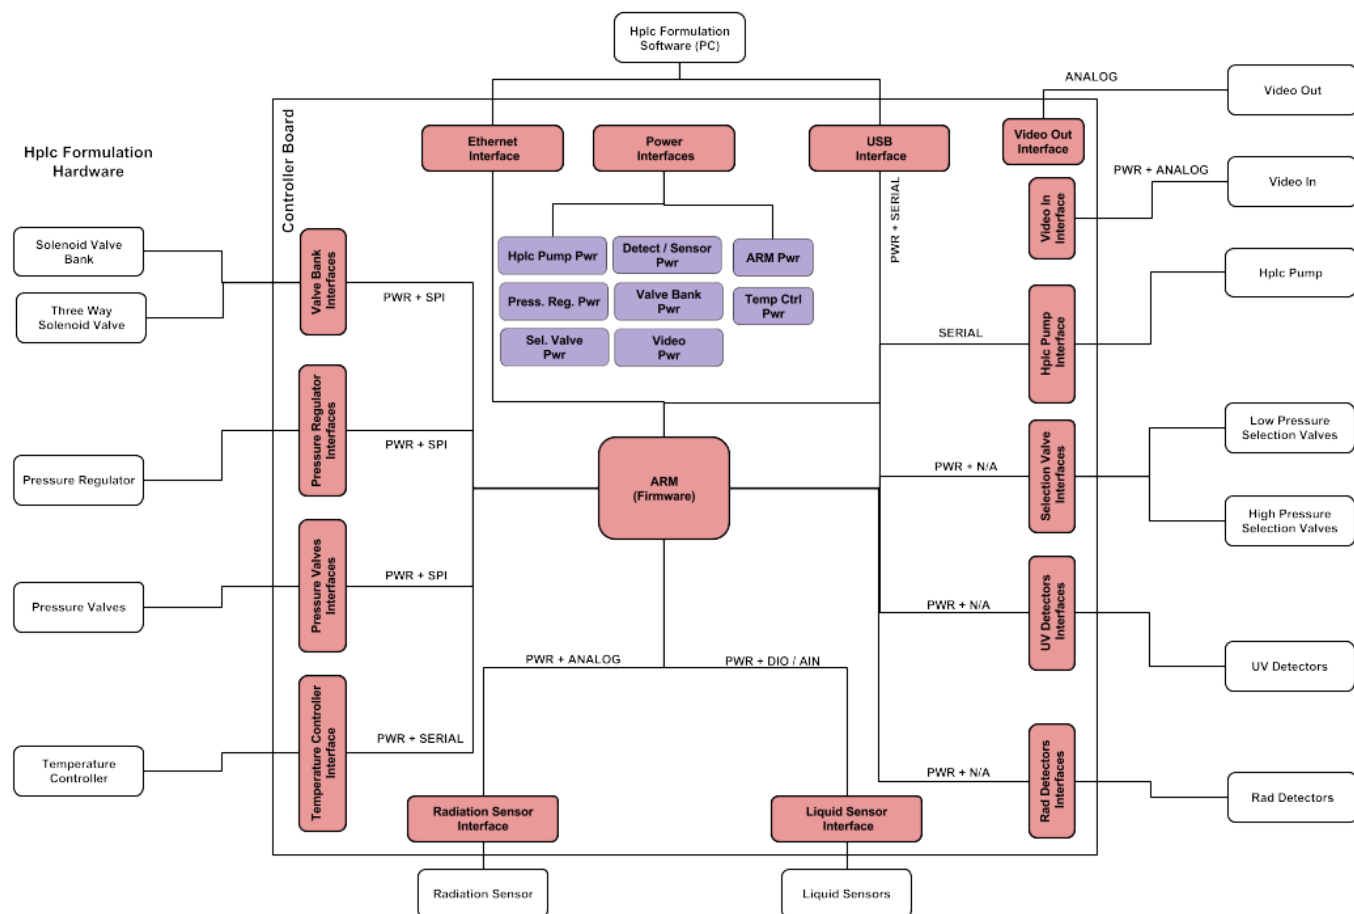 Hplc Formulation
Software (PC)
ANALOG
Video Out
Controller Board
Ethernet
Interface
Power
Interfaces
USB
Interface
Video Out
Interface
Hplc Formulation
Hardware
PWR + ANALOG
Video In
Video In
Interface
PWR + SERIAL
Solenoid Valve
Bank
Three Way
Solenoid Valve
Valve Bank
Interfaces
PWR + SPI
Hplc Pump Pwr
Detect / Sensor
Pwr
ARM Pwr
Press. Reg. Pwr
Valve Bank
Pwr
Temp Ctrl
Pwr
Sel. Valve
Pwr
Video
Pwr
SERIAL
Hplc Pump
Interface
Hplc Pump
Pressure Regulator
Pressure Regulator
Interfaces
PWR + SPI
ARM
(Firmware)
PWR + N/A
Selection Valve
Interfaces
Low Pressure
Selection Valves
High Pressure
Selection Valves
Pressure Valves
Pressure Valves
Interfaces
PWR + SPI
PWR + N/A
UV Detectors
Interfaces
UV Detectors
PWR + ANALOG
PWR + DIO / AIN
Temperature
Controller
Temperature Controller
Interface
PWR + SERIAL
PWR + N/A
Rad Detectors
Interfaces
Rad Detectors
Radiation Sensor
Interface
Liquid Sensor
Interface
Radiation Sensor
Liquid Sensors